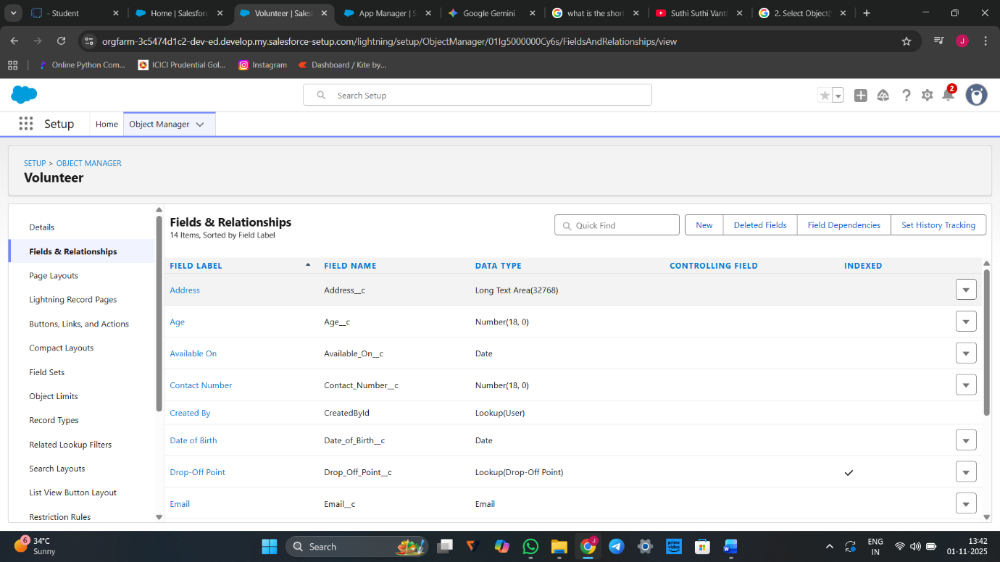 - Student
Home | Salesforc
Volunteer | Sales
App Manager | S
Google Gemini
what is the short
Suthi Suthi Vanth
2. Select Object(
orgfarm-3c5474d1c2-dev-ed.develop.my.salesforce-setup.com/lightning/setup/ObjectManager/01Ig5000000Cy6s/FieldsAndRelationships/view
J
Online Python Com...
ICICI Prudential Gol...
Instagram
Dashboard / Kite by...
Search Setup
2
Setup
Home
Object Manager
SETUP > OBJECT MANAGER
Volunteer
Details
Fields & Relationships
Page Layouts
Lightning Record Pages
Buttons, Links, and Actions
Compact Layouts
Field Sets
Object Limits
Record Types
Related Lookup Filters
Search Layouts
List View Button Layout
Restriction Rules
Fields & Relationships
14 Items, Sorted by Field Label
Quick Find
New
Deleted Fields
Field Dependencies
Set History Tracking
FIELD LABEL FIELD NAME DATA TYPE CONTROLLING FIELD INDEXED
Address Address__c Long Text Area(32768)
Age Age__c Number(18, 0)
Available On Available_On__c Date
Contact Number Contact_Number__c Number(18, 0)
Created By CreatedById Lookup(User)
Date of Birth Date_of_Birth__c Date
Drop-Off Point Drop_Off_Point__c Lookup(Drop-Off Point)
Email Email__c Email
6
34°C
Sunny
Search
prime video
J
ENG
IN
13:42
01-11-2025